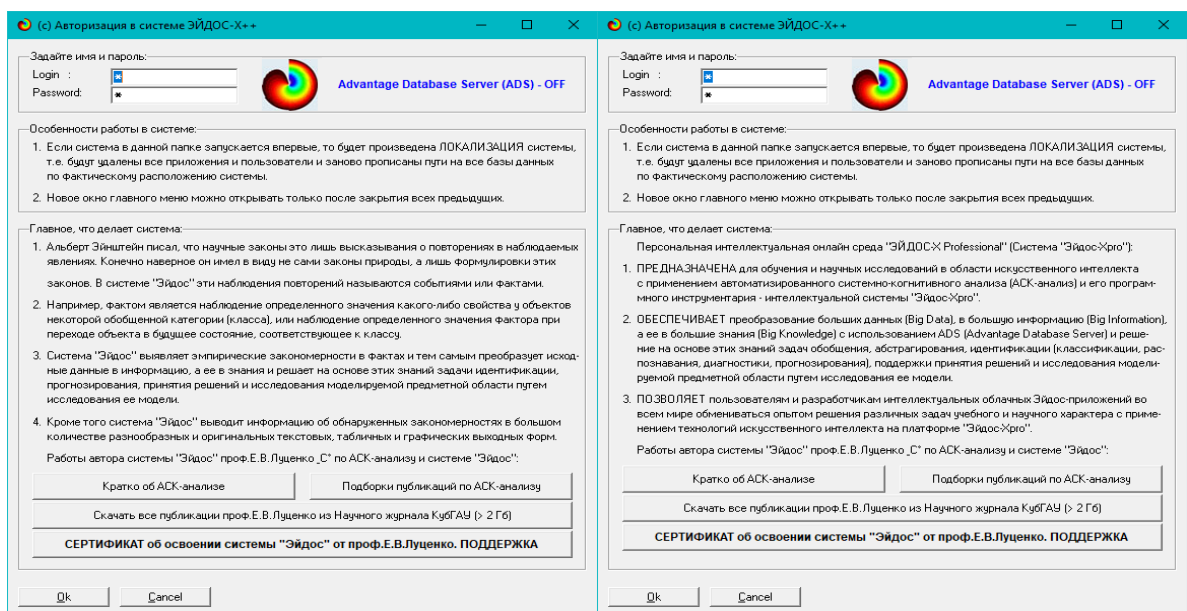 (c) Авторизация в системе ЭЙДОС-X++
Задайте имя и пароль:
Login :
*
Password:
*
Advantage Database Server (ADS) - OFF
Особенности работы в системе:
1. Если система в данной папке запускается впервые, то будет произведена ЛОКАЛИЗАЦИЯ системы,
т.е. будут удалены все приложения и пользователи и заново прописаны пути на все базы данных
по фактическому расположению системы.
2. Новое окно главного меню можно открывать только после закрытия всех предыдущих.
Главное, что делает система:
1. Альберт Эйнштейн писал, что научные законы это лишь высказывания о повторениях в наблюдаемых
явлениях. Конечно наверное он имел в виду не сами законы природы, а лишь формулировки этих
законов. В системе "Эйдос" эти наблюдения повторений называются событиями или фактами.
2. Например, фактом является наблюдение определенного значения какого-либо свойства у объектов
некоторой обобщенной категории (класса), или наблюдение определенного значения фактора при
переходе объекта в будущее состояние, соответствующее к классу.
3. Система "Эйдос" выявляет эмпирические закономерности в фактах и тем самым преобразует исход-
ные данные в информацию, а ее в знания и решает на основе этих знаний задачи идентификации,
прогнозирования, принятия решений и исследования моделируемой предметной области путем
исследования ее модели.
4. Кроме того система "Эйдос" выводит информацию об обнаруженных закономерностях в большом
количестве разнообразных и оригинальных текстовых, табличных и графических выходных форм.
Работы автора системы "Эйдос" проф.Е.В.Луценко _С° по АСК-анализу и системе "Эйдос":
Кратко об АСК-анализе
Подборки публикаций по АСК-анализу
Скачать все публикации проф.Е.В.Луценко из Научного журнала КубГАУ (> 2 Гб)
СЕРТИФИКАТ об освоении системы "Эйдос" от проф.Е.В.Луценко. ПОДДЕРЖКА
Ok
Cancel
(c) Авторизация в системе ЭЙДОС-X++
Задайте имя и пароль:
Login :
*
Password:
*
Advantage Database Server (ADS) - OFF
Особенности работы в системе:
1. Если система в данной папке запускается впервые, то будет произведена ЛОКАЛИЗАЦИЯ системы,
т.е. будут удалены все приложения и пользователи и заново прописаны пути на все базы данных
по фактическому расположению системы.
2. Новое окно главного меню можно открывать только после закрытия всех предыдущих.
Главное, что делает система:
Персональная интеллектуальная онлайн среда "ЭЙДОС-X Professional" (Система "Эйдос-Xpro"):
1. ПРЕДНАЗНАЧЕНА для обучения и научных исследований в области искусственного интеллекта
с применением автоматизированного системно-когнитивного анализа (АСК-анализ) и его програм-
много инструментария - интеллектуальной системы "Эйдос-Xpro".
2. ОБЕСПЕЧИВАЕТ преобразование больших данных (Big Data), в большую информацию (Big Information),
а ее в большие знания (Big Knowledge) с использованием ADS (Advantage Database Server) и реше-
ние на основе этих знаний задач обобщения, абстрагирования, идентификации (классификации, рас-
познавания, диагностики, прогнозирования), поддержки принятия решений и исследования модели-
руемой предметной области путем исследования ее модели.
3. ПОЗВОЛЯЕТ пользователям и разработчикам интеллектуальных облачных Эйдос-приложений во
всем мире обмениваться опытом решения различных задач учебного и научного характера с приме-
нением технологий искусственного интеллекта на платформе "Эйдос-Xpro".
Работы автора системы "Эйдос" проф.Е.В.Луценко _С° по АСК-анализу и системе "Эйдос":
Кратко об АСК-анализе
Подборки публикаций по АСК-анализу
Скачать все публикации проф.Е.В.Луценко из Научного журнала КубГАУ (> 2 Гб)
СЕРТИФИКАТ об освоении системы "Эйдос" от проф.Е.В.Луценко. ПОДДЕРЖКА
Ok
Cancel